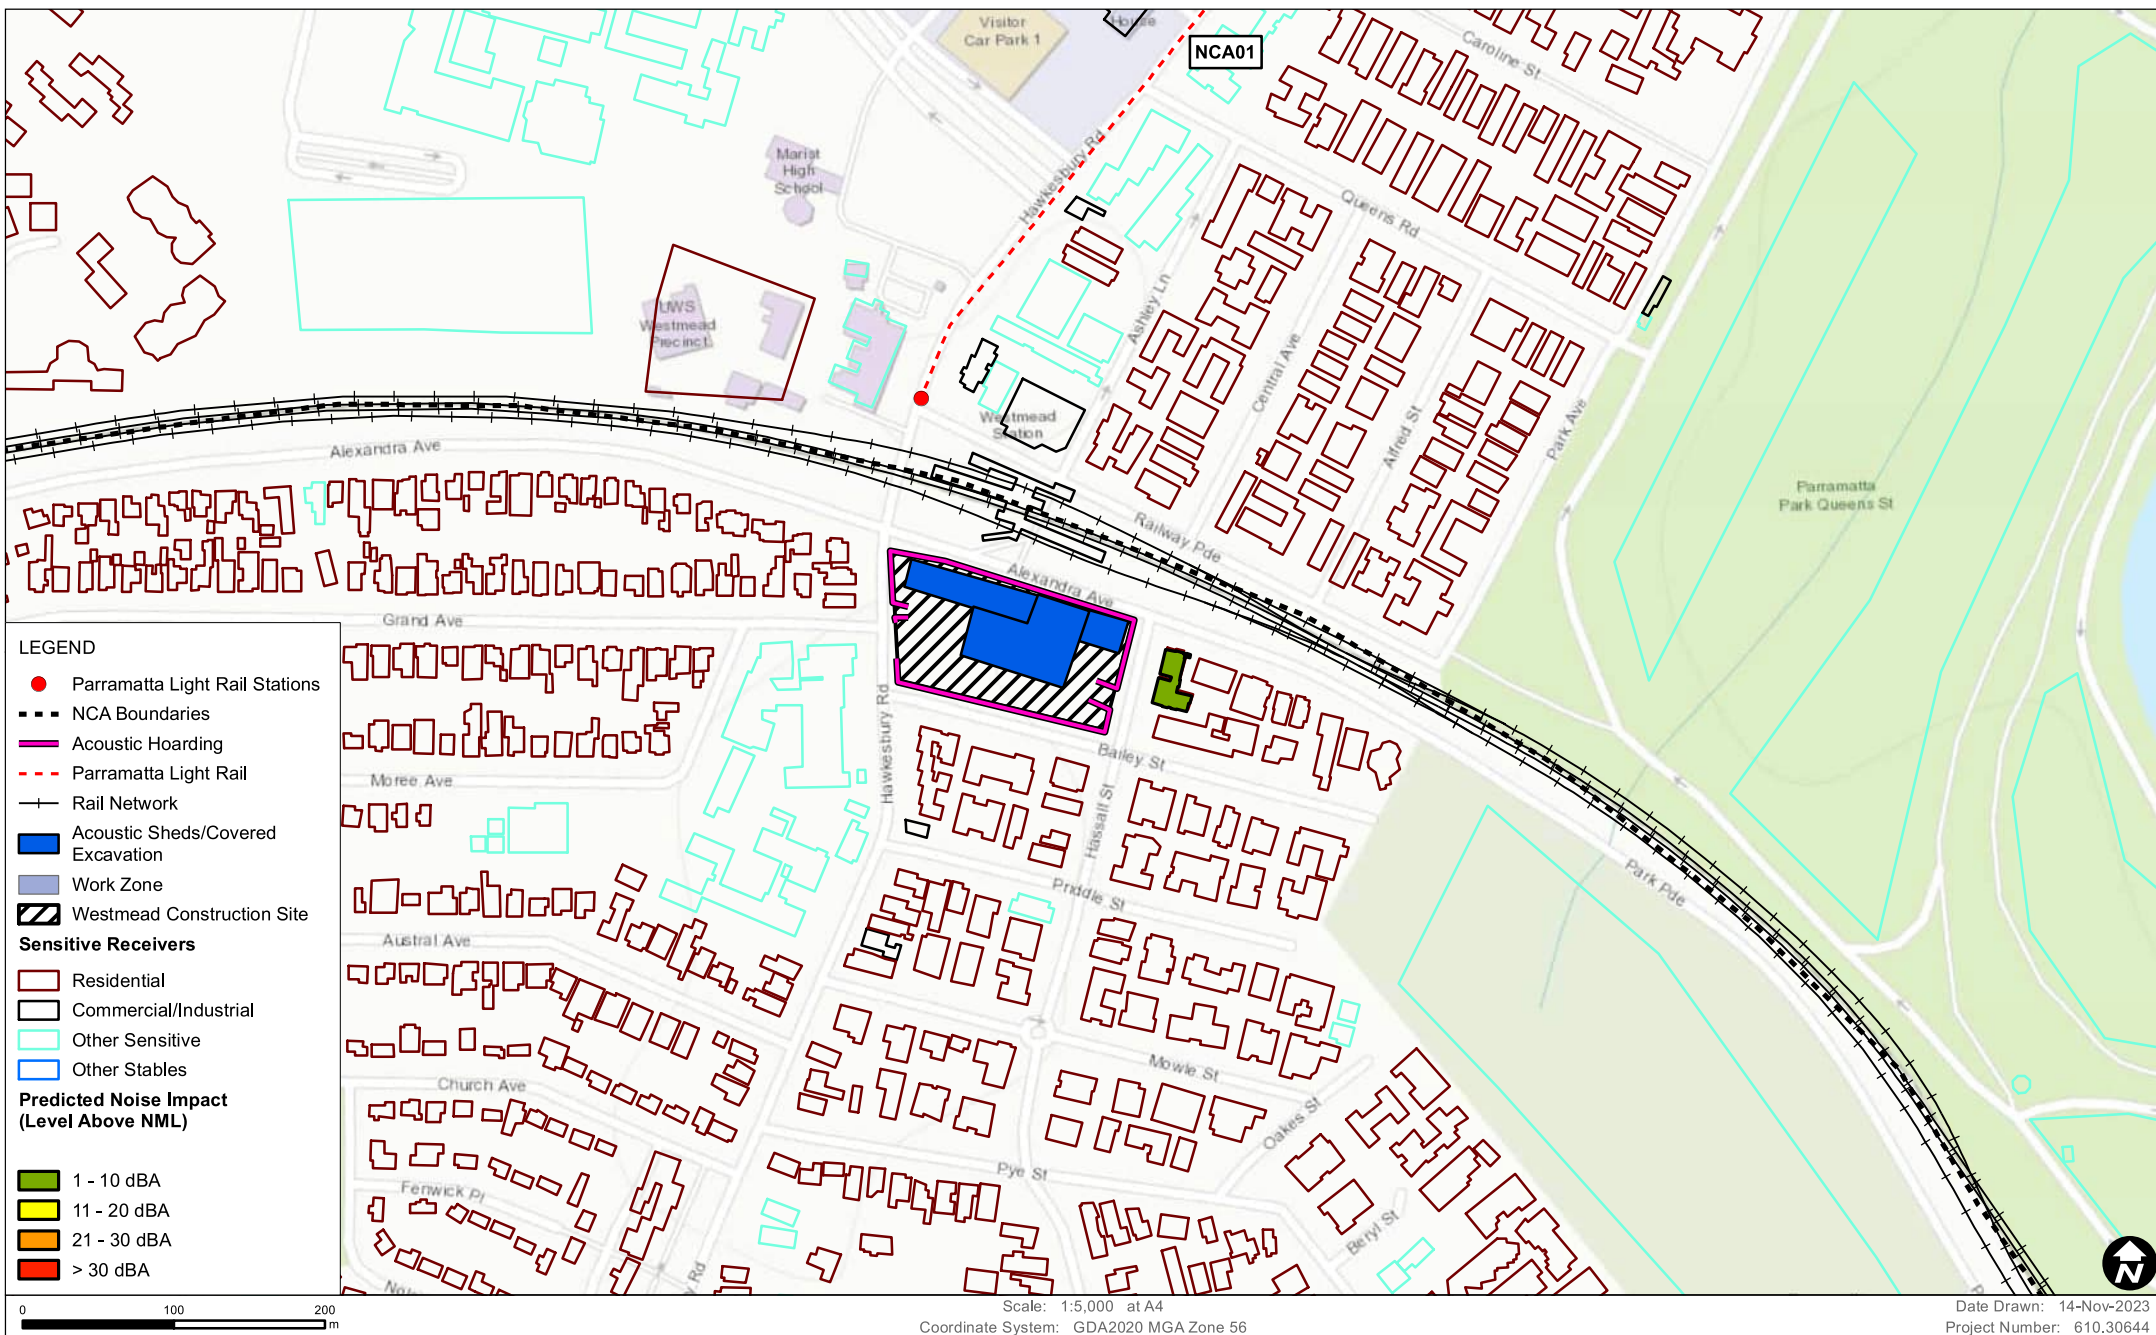 Visitor
Car Park 1
House
NCA01
Caroline St
Marist
High
School
Hawkesbury Rd
Queens Rd
UWS
Westmead
Precinct
Ashley Ln
Central Ave
Alfred St
Park Ave
Westmead
Station
Alexandra Ave
Parramatta
Park Queens St
Railway Pde
Alexandra Ave
Grand Ave
Hawkesbury Rd
Bailey St
Moree Ave
Hassall St
Priddle St
Park Pde
Austral Ave
Mowle St
Church Ave
Oakes St
Pye St
Fenwick Pl
Beryl St
LEGEND
Parramatta Light Rail Stations
NCA Boundaries
Acoustic Hoarding
Parramatta Light Rail
Rail Network
Acoustic Sheds/Covered
Excavation
Work Zone
Westmead Construction Site
Sensitive Receivers
Residential
Commercial/Industrial
Other Sensitive
Other Stables
Predicted Noise Impact
(Level Above NML)
1 - 10 dBA
11 - 20 dBA
21 - 30 dBA
> 30 dBA
N
0 100 200
m
Scale: 1:5,000 at A4
Coordinate System: GDA2020 MGA Zone 56
Date Drawn: 14-Nov-2023
Project Number: 610.30644